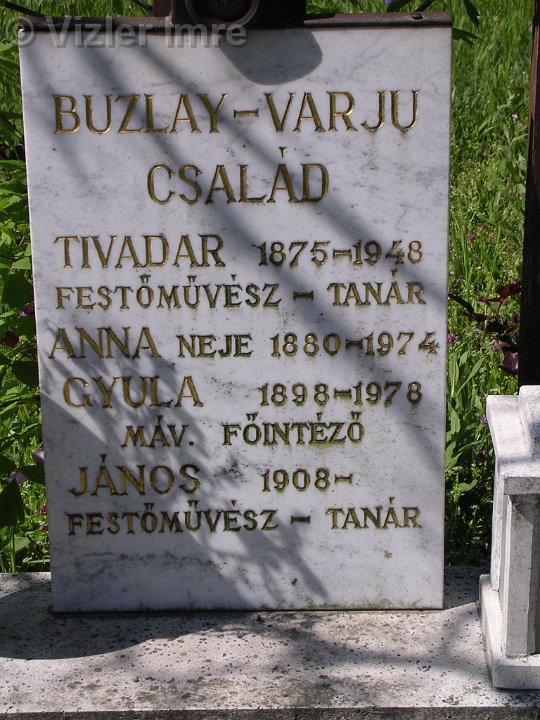 © Vizler Imre
BUZLAY-VARJU
CSALÁD
TIVADAR 1875-1948
FESTŐMŰVÉSZ - TANÁR
ANNA NEJE 1880-1974
GYULA 1898-1978
MÁV. FŐINTÉZŐ
JÁNOS 1908-
FESTŐMŰVÉSZ - TANÁR